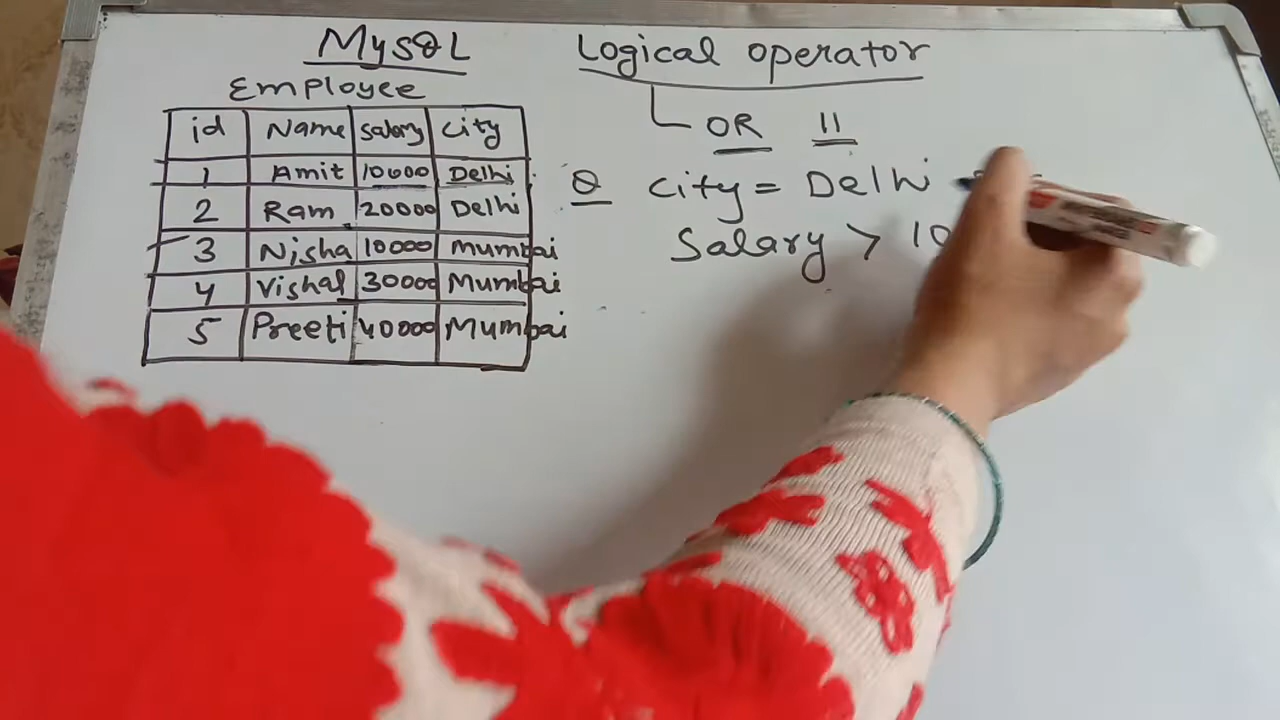 MySQL
Logical operator
Employee
OR ||
id Name Salary City
1 Amit 10000 Delhi
2 Ram 20000 Delhi
3 Nisha 10000 Mumbai
4 Vishal 30000 Mumbai
5 Preeti 40000 Mumbai
Q City = Delhi
Salary > 10